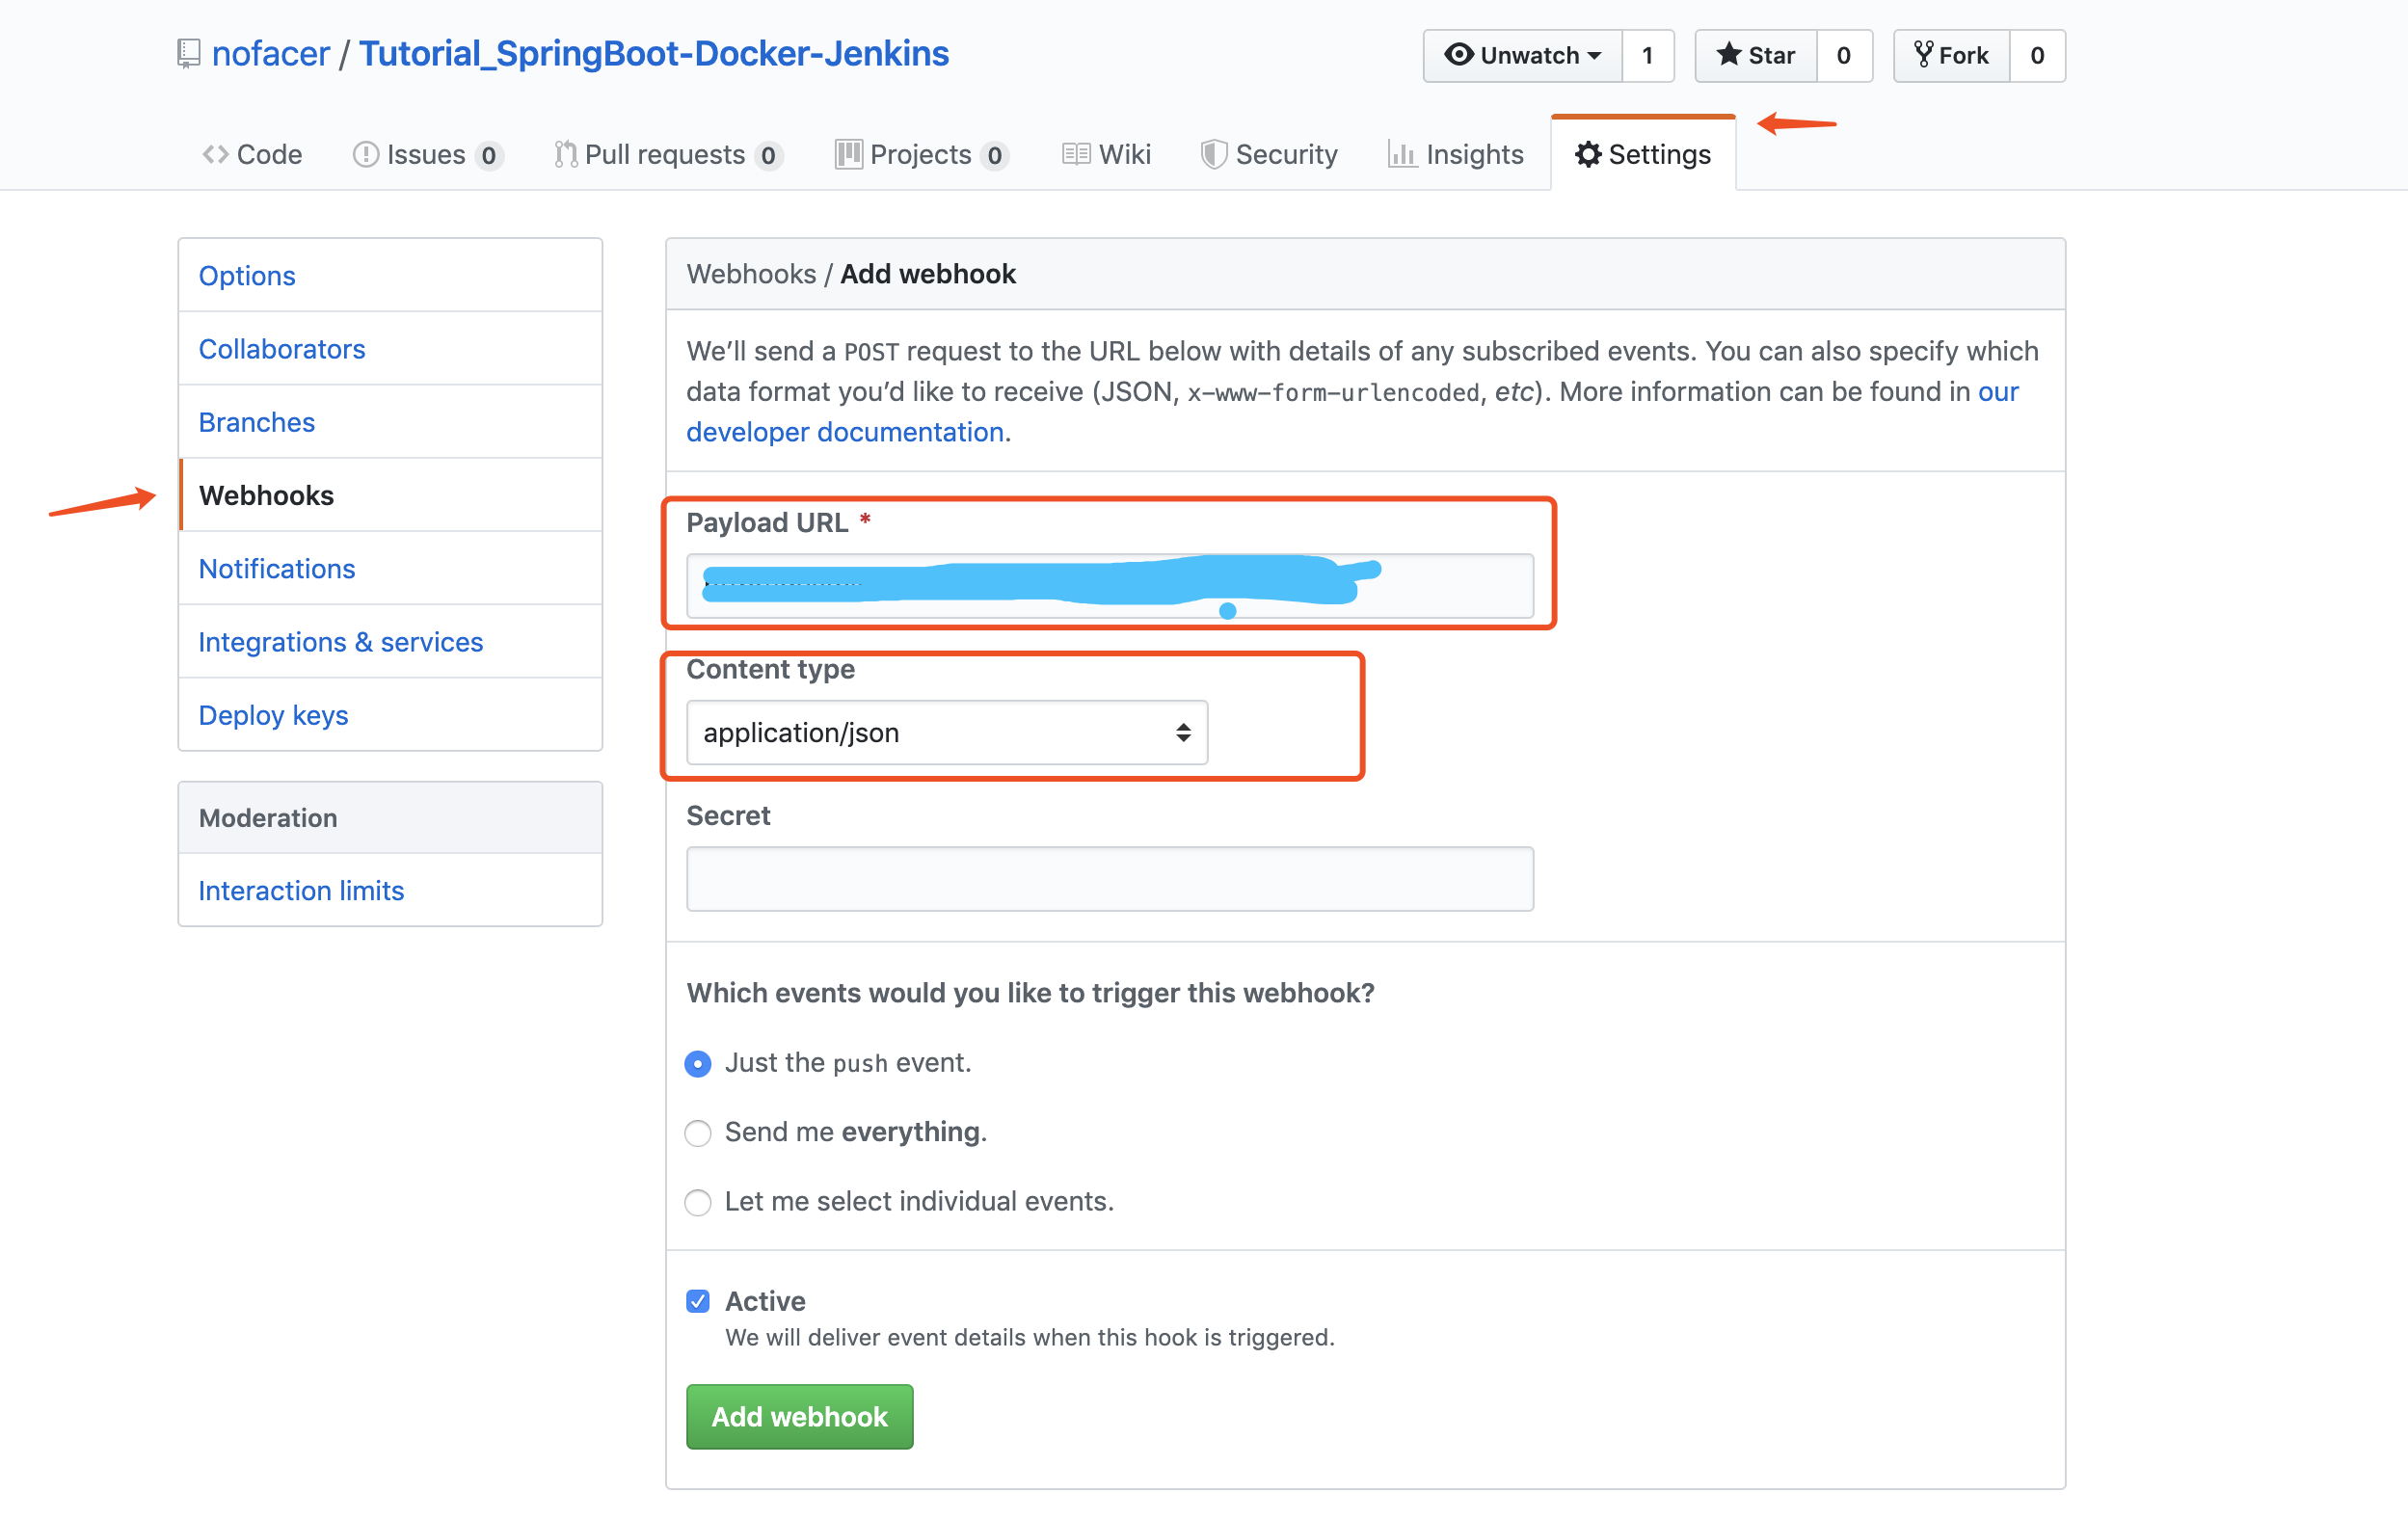 nofacer / Tutorial_SpringBoot-Docker-Jenkins
Unwatch 1 Star 0 Fork 0
Code Issues 0 Pull requests 0 Projects 0 Wiki Security Insights Settings
Options
Collaborators
Branches
Webhooks
Notifications
Integrations & services
Deploy keys
Moderation
Interaction limits
Webhooks / Add webhook
We’ll send a POST request to the URL below with details of any subscribed events. You can also specify which
data format you’d like to receive (JSON, x-www-form-urlencoded, etc). More information can be found in our
developer documentation.
Payload URL *
Content type
application/json
Secret
Which events would you like to trigger this webhook?
Just the push event.
Send me everything.
Let me select individual events.
Active
We will deliver event details when this hook is triggered.
Add webhook